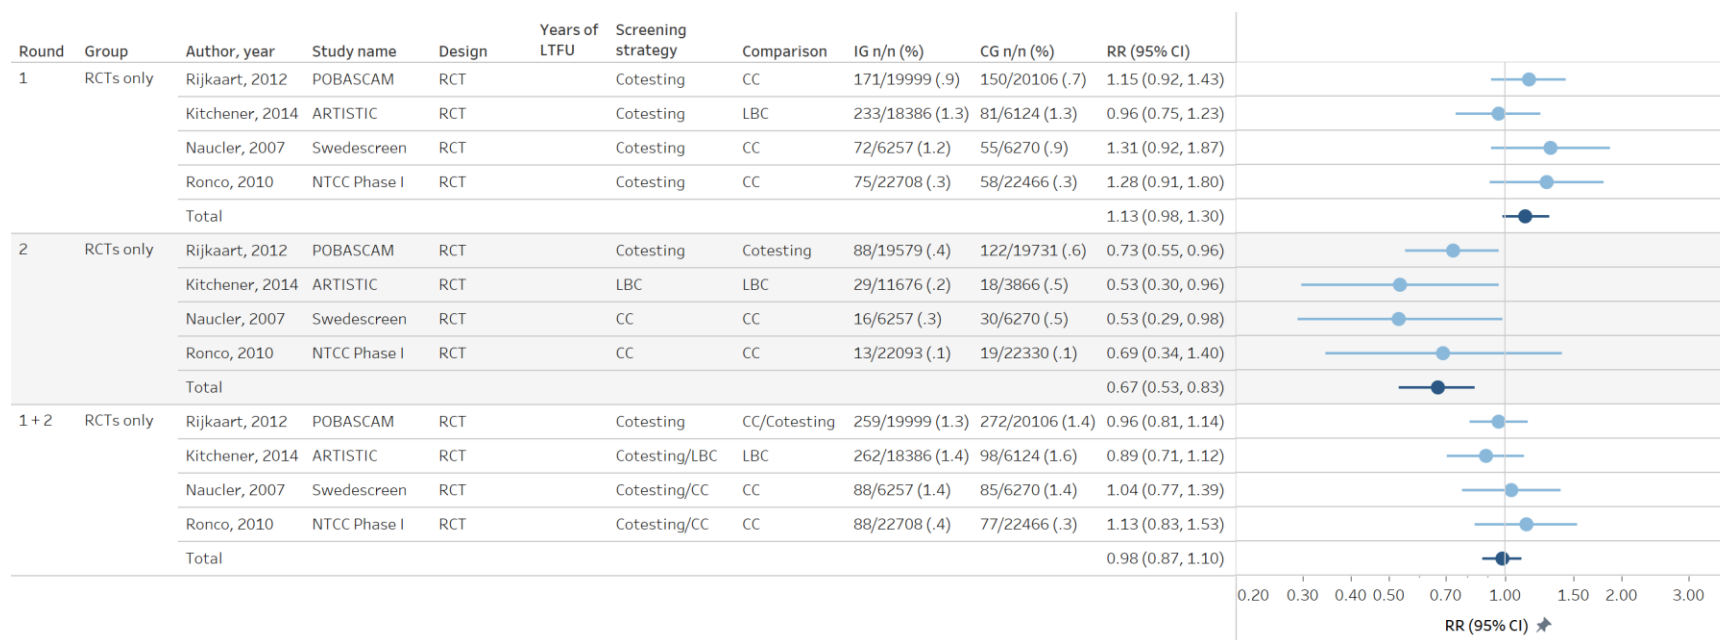 Round Group Author, year Study name Design Years of LTFU Screening strategy Comparison IG n/n (%) CG n/n (%) RR (95% CI)
1 RCTs only Rijkaart, 2012 POBASCAM RCT Cotesting CC 171/19999 (.9) 150/20106 (.7) 1.15 (0.92, 1.43)
Kitchener, 2014 ARTISTIC RCT Cotesting LBC 233/18386 (1.3) 81/6124 (1.3) 0.96 (0.75, 1.23)
Naucler, 2007 Swedescreen RCT Cotesting CC 72/6257 (1.2) 55/6270 (.9) 1.31 (0.92, 1.87)
Ronco, 2010 NTCC Phase I RCT Cotesting CC 75/22708 (.3) 58/22466 (.3) 1.28 (0.91, 1.80)
Total 1.13 (0.98, 1.30)
2 RCTs only Rijkaart, 2012 POBASCAM RCT Cotesting Cotesting 88/19579 (.4) 122/19731 (.6) 0.73 (0.55, 0.96)
Kitchener, 2014 ARTISTIC RCT LBC LBC 29/11676 (.2) 18/3866 (.5) 0.53 (0.30, 0.96)
Naucler, 2007 Swedescreen RCT CC CC 16/6257 (.3) 30/6270 (.5) 0.53 (0.29, 0.98)
Ronco, 2010 NTCC Phase I RCT CC CC 13/22093 (.1) 19/22330 (.1) 0.69 (0.34, 1.40)
Total 0.67 (0.53, 0.83)
1 + 2 RCTs only Rijkaart, 2012 POBASCAM RCT Cotesting CC/Cotesting 259/19999 (1.3) 272/20106 (1.4) 0.96 (0.81, 1.14)
Kitchener, 2014 ARTISTIC RCT Cotesting/LBC LBC 262/18386 (1.4) 98/6124 (1.6) 0.89 (0.71, 1.12)
Naucler, 2007 Swedescreen RCT Cotesting/CC CC 88/6257 (1.4) 85/6270 (1.4) 1.04 (0.77, 1.39)
Ronco, 2010 NTCC Phase I RCT Cotesting/CC CC 88/22708 (.4) 77/22466 (.3) 1.13 (0.83, 1.53)
Total 0.98 (0.87, 1.10)
0.20 0.30 0.40 0.50 0.70 1.00 1.50 2.00 3.00
RR (95% CI)